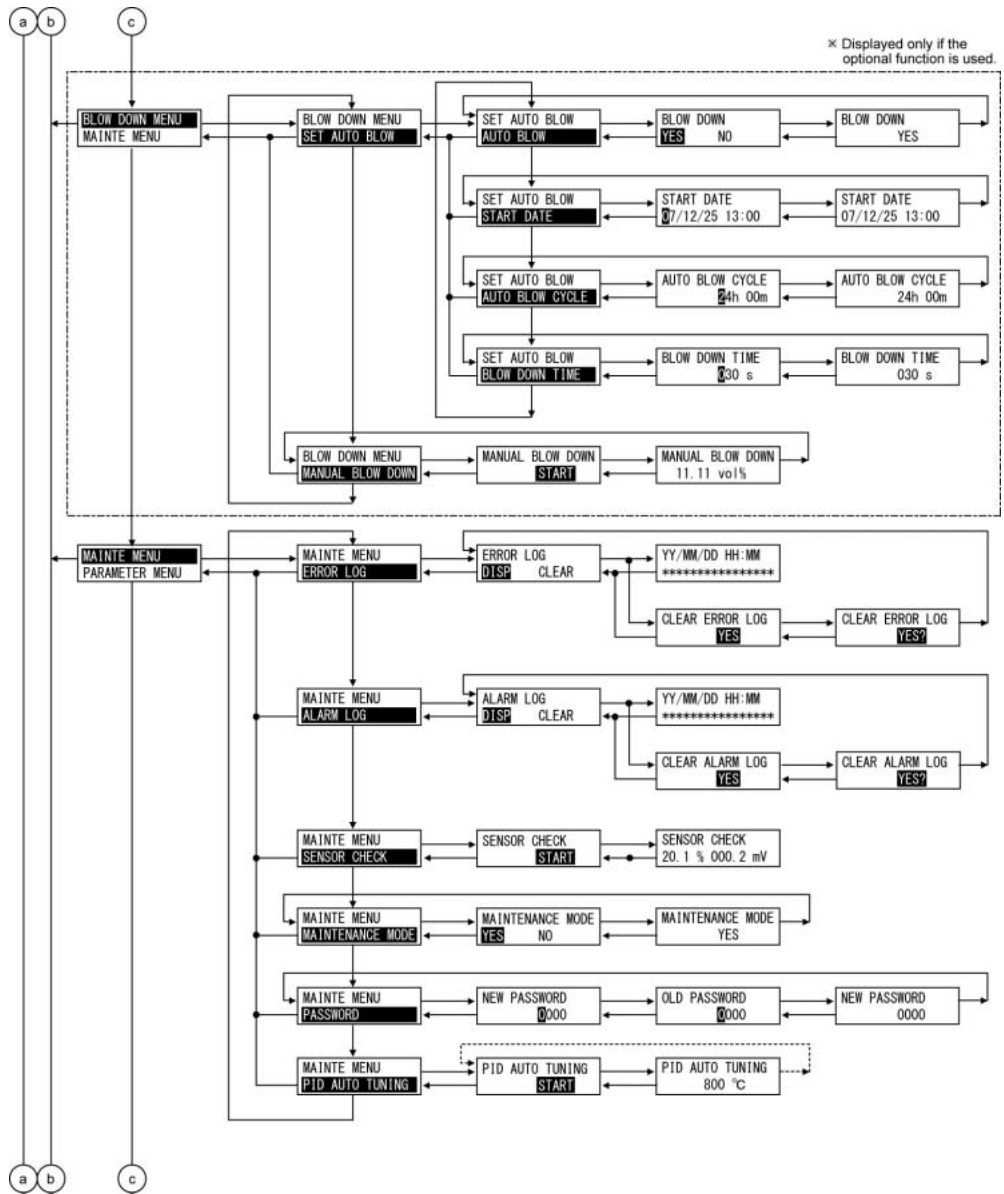 a b c
※ Displayed only if the
optional function is used.
BLOW DOWN MENU
MAINTE MENU
BLOW DOWN MENU
SET AUTO BLOW
SET AUTO BLOW
AUTO BLOW
BLOW DOWN
YES NO
BLOW DOWN
YES
SET AUTO BLOW
START DATE
START DATE
07/12/25 13:00
START DATE
07/12/25 13:00
SET AUTO BLOW
AUTO BLOW CYCLE
AUTO BLOW CYCLE
24h 00m
AUTO BLOW CYCLE
24h 00m
SET AUTO BLOW
BLOW DOWN TIME
BLOW DOWN TIME
030 s
BLOW DOWN TIME
030 s
BLOW DOWN MENU
MANUAL BLOW DOWN
MANUAL BLOW DOWN
START
MANUAL BLOW DOWN
11.11 vol%
MAINTE MENU
PARAMETER MENU
MAINTE MENU
ERROR LOG
ERROR LOG
DISP CLEAR
YY/MM/DD HH:MM
****************
CLEAR ERROR LOG
YES
CLEAR ERROR LOG
YES?
MAINTE MENU
ALARM LOG
ALARM LOG
DISP CLEAR
YY/MM/DD HH:MM
****************
CLEAR ALARM LOG
YES
CLEAR ALARM LOG
YES?
MAINTE MENU
SENSOR CHECK
SENSOR CHECK
START
SENSOR CHECK
20.1 % 000.2 mV
MAINTE MENU
MAINTENANCE MODE
MAINTENANCE MODE
YES NO
MAINTENANCE MODE
YES
MAINTE MENU
PASSWORD
NEW PASSWORD
0000
OLD PASSWORD
0000
NEW PASSWORD
0000
MAINTE MENU
PID AUTO TUNING
PID AUTO TUNING
START
PID AUTO TUNING
800 ℃
a b c